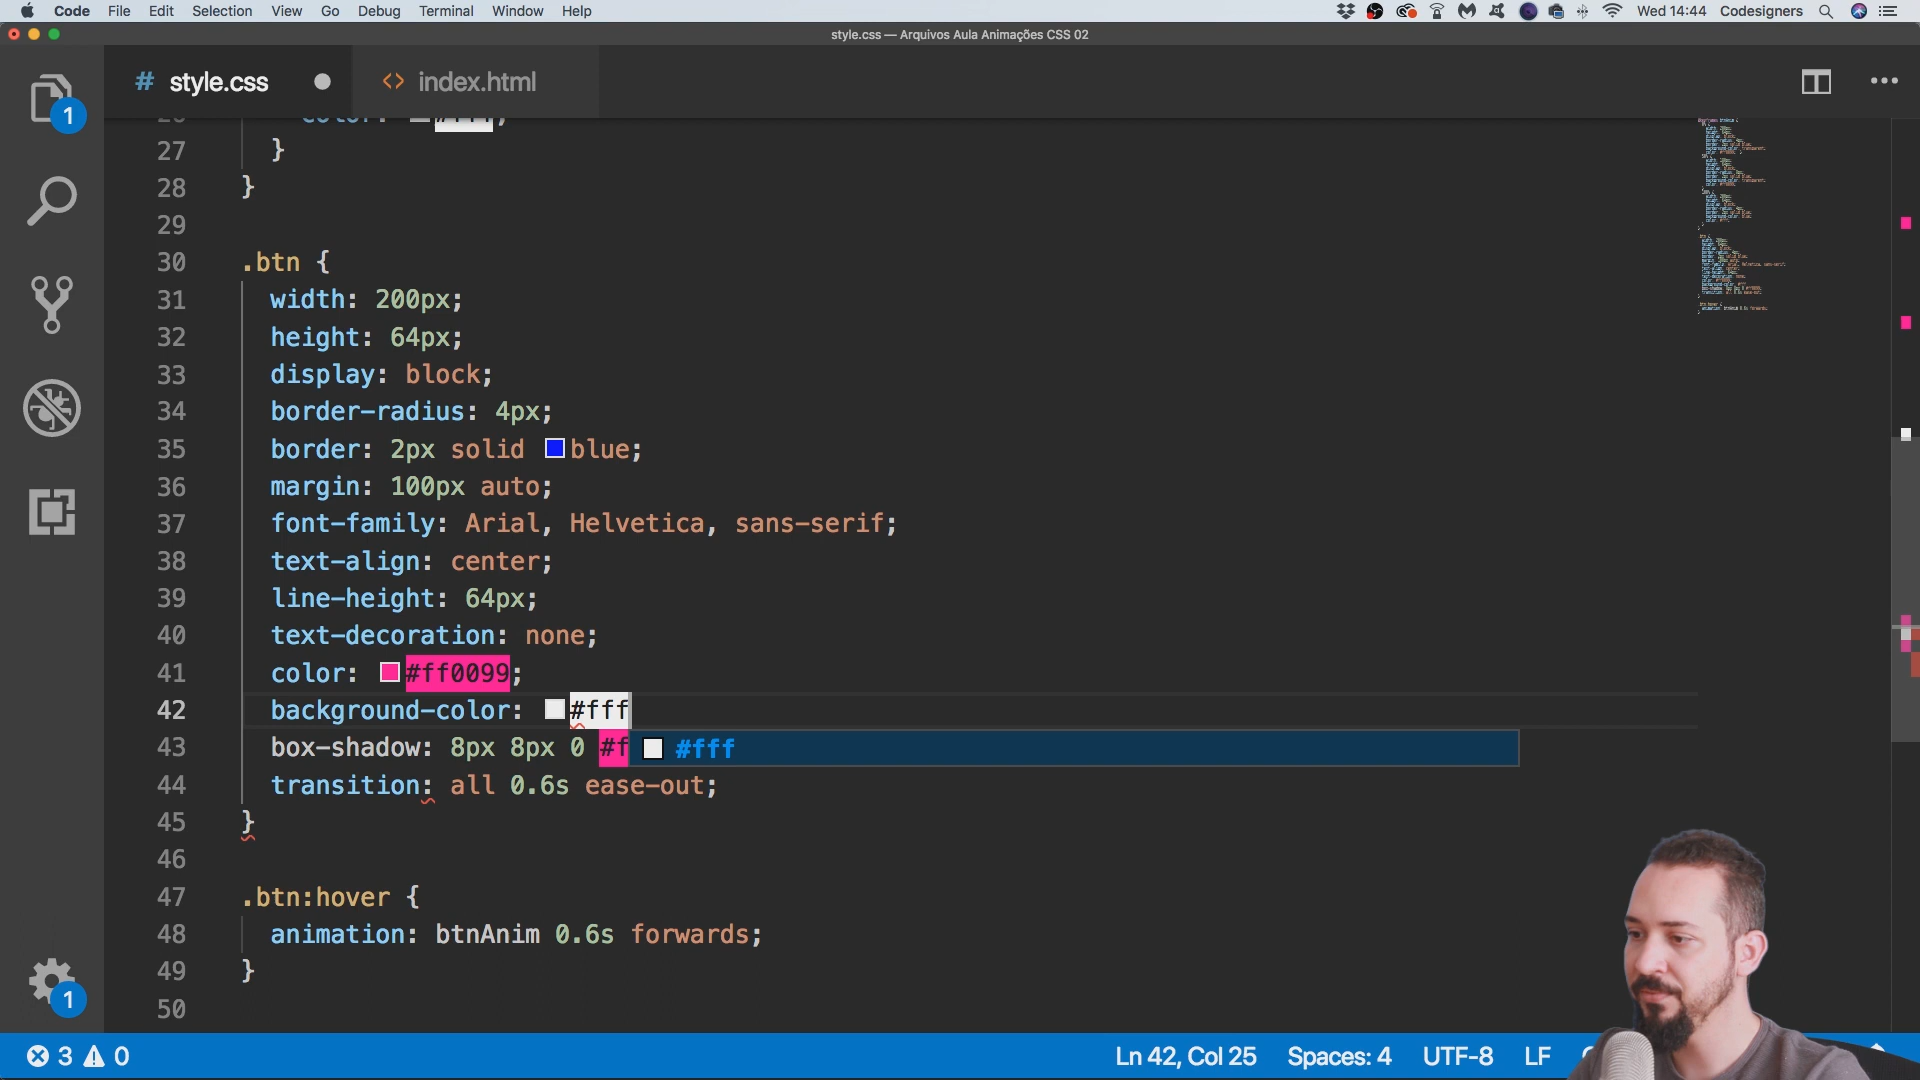 Code File Edit Selection View Go Debug Terminal Window Help Wed 14:44 Codesigners
style.css — Arquivos Aula Animações CSS 02
# style.css <> index.html
1
27 }
28 }
29
30 .btn {
31 width: 200px;
32 height: 64px;
33 display: block;
34 border-radius: 4px;
35 border: 2px solid blue;
36 margin: 100px auto;
37 font-family: Arial, Helvetica, sans-serif;
38 text-align: center;
39 line-height: 64px;
40 text-decoration: none;
41 color: #ff0099;
42 background-color: #fff
43 box-shadow: 8px 8px 0 #f #fff
44 transition: all 0.6s ease-out;
45 }
46
47 .btn:hover {
48 animation: btnAnim 0.6s forwards;
49 }
50
1
3 0 Ln 42, Col 25 Spaces: 4 UTF-8 LF